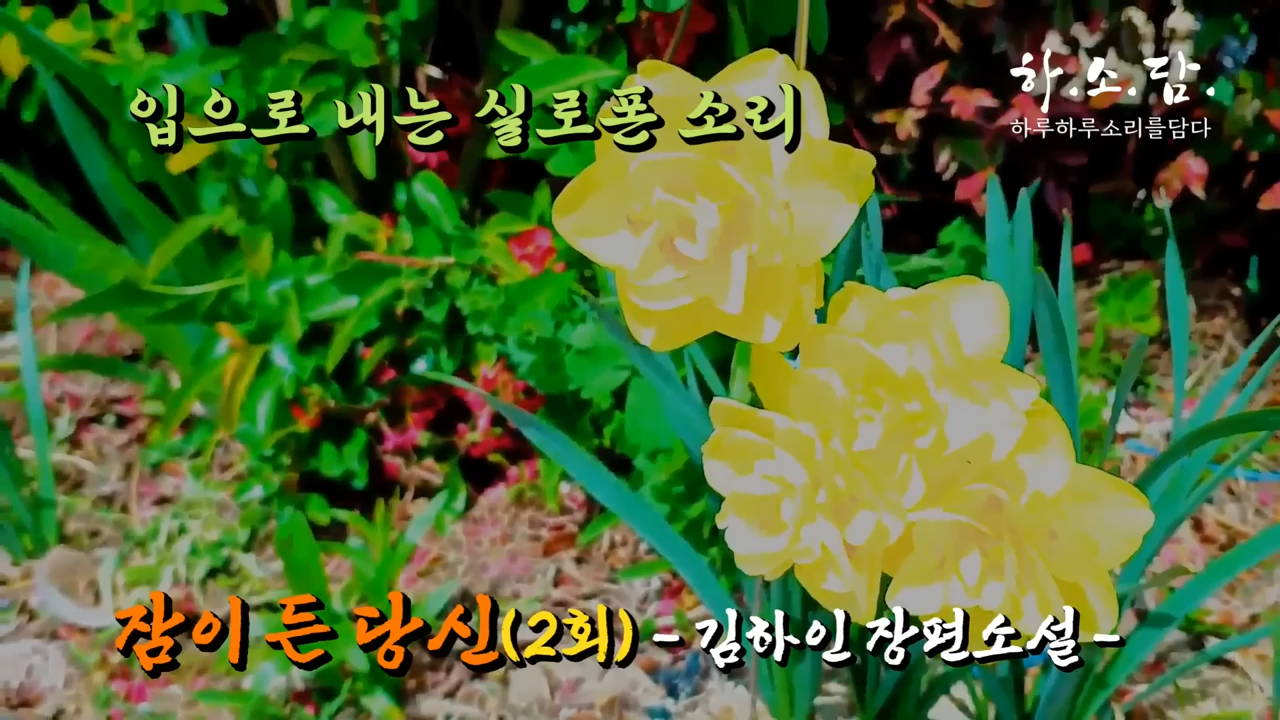 하.소.담.
하루하루소리를담다
입으로 내는 실로폰 소리
잠이 든 당신(2회) - 김하인 장편소설 -